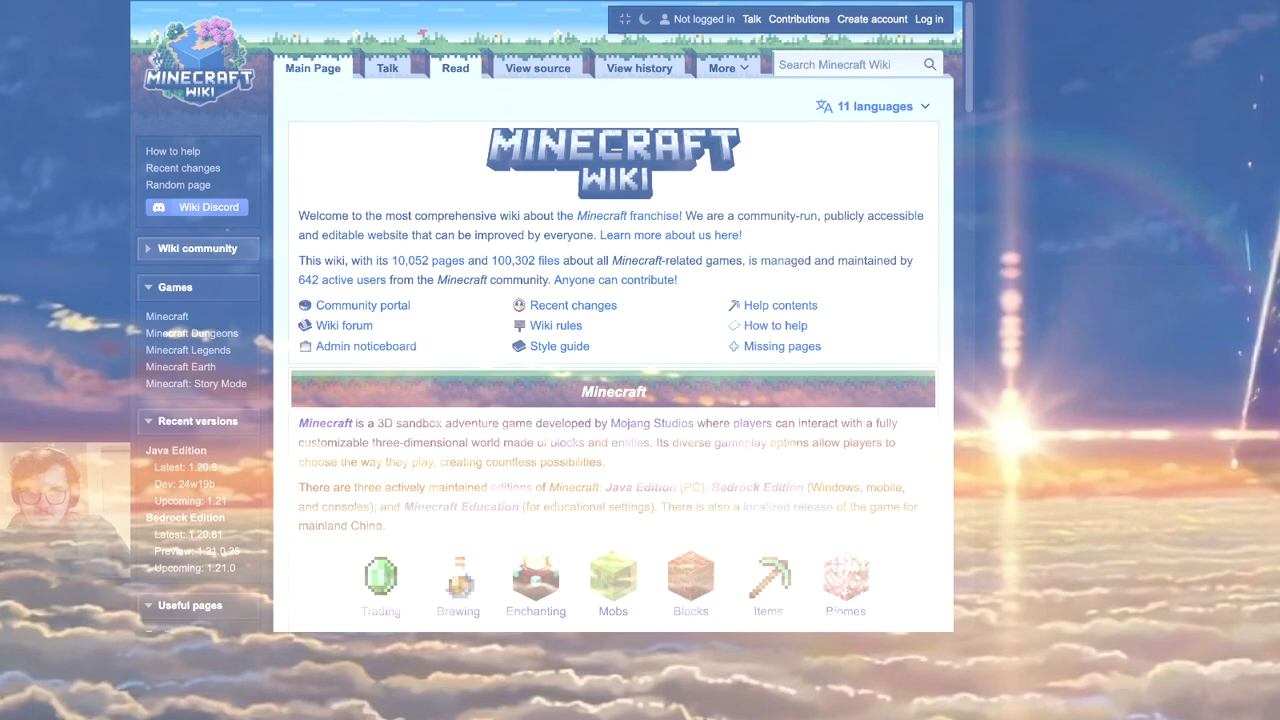 Not logged in Talk Contributions Create account Log in
MINECRAFT
WIKI
Main Page Talk Read View source View history More Search Minecraft Wiki
11 languages
How to help
Recent changes
Random page
Wiki Discord
Wiki community
Games
Minecraft
Minecraft Dungeons
Minecraft Legends
Minecraft Earth
Minecraft: Story Mode
Recent versions
Java Edition
Latest: 1.20.6
Dev: 24w19b
Upcoming: 1.21
Bedrock Edition
Latest: 1.20.81
Preview: 1.21.0.25
Upcoming: 1.21.0
Useful pages
MINECRAFT
WIKI
Welcome to the most comprehensive wiki about the Minecraft franchise! We are a community-run, publicly accessible
and editable website that can be improved by everyone. Learn more about us here!
This wiki, with its 10,052 pages and 100,302 files about all Minecraft-related games, is managed and maintained by
642 active users from the Minecraft community. Anyone can contribute!
Community portal Recent changes Help contents
Wiki forum Wiki rules How to help
Admin noticeboard Style guide Missing pages
Minecraft
Minecraft is a 3D sandbox adventure game developed by Mojang Studios where players can interact with a fully
customizable three-dimensional world made of blocks and entities. Its diverse gameplay options allow players to
choose the way they play, creating countless possibilities.
There are three actively maintained editions of Minecraft: Java Edition (PC); Bedrock Edition (Windows, mobile,
and consoles); and Minecraft Education (for educational settings). There is also a localized release of the game for
mainland China.
Trading Brewing Enchanting Mobs Blocks Items Biomes